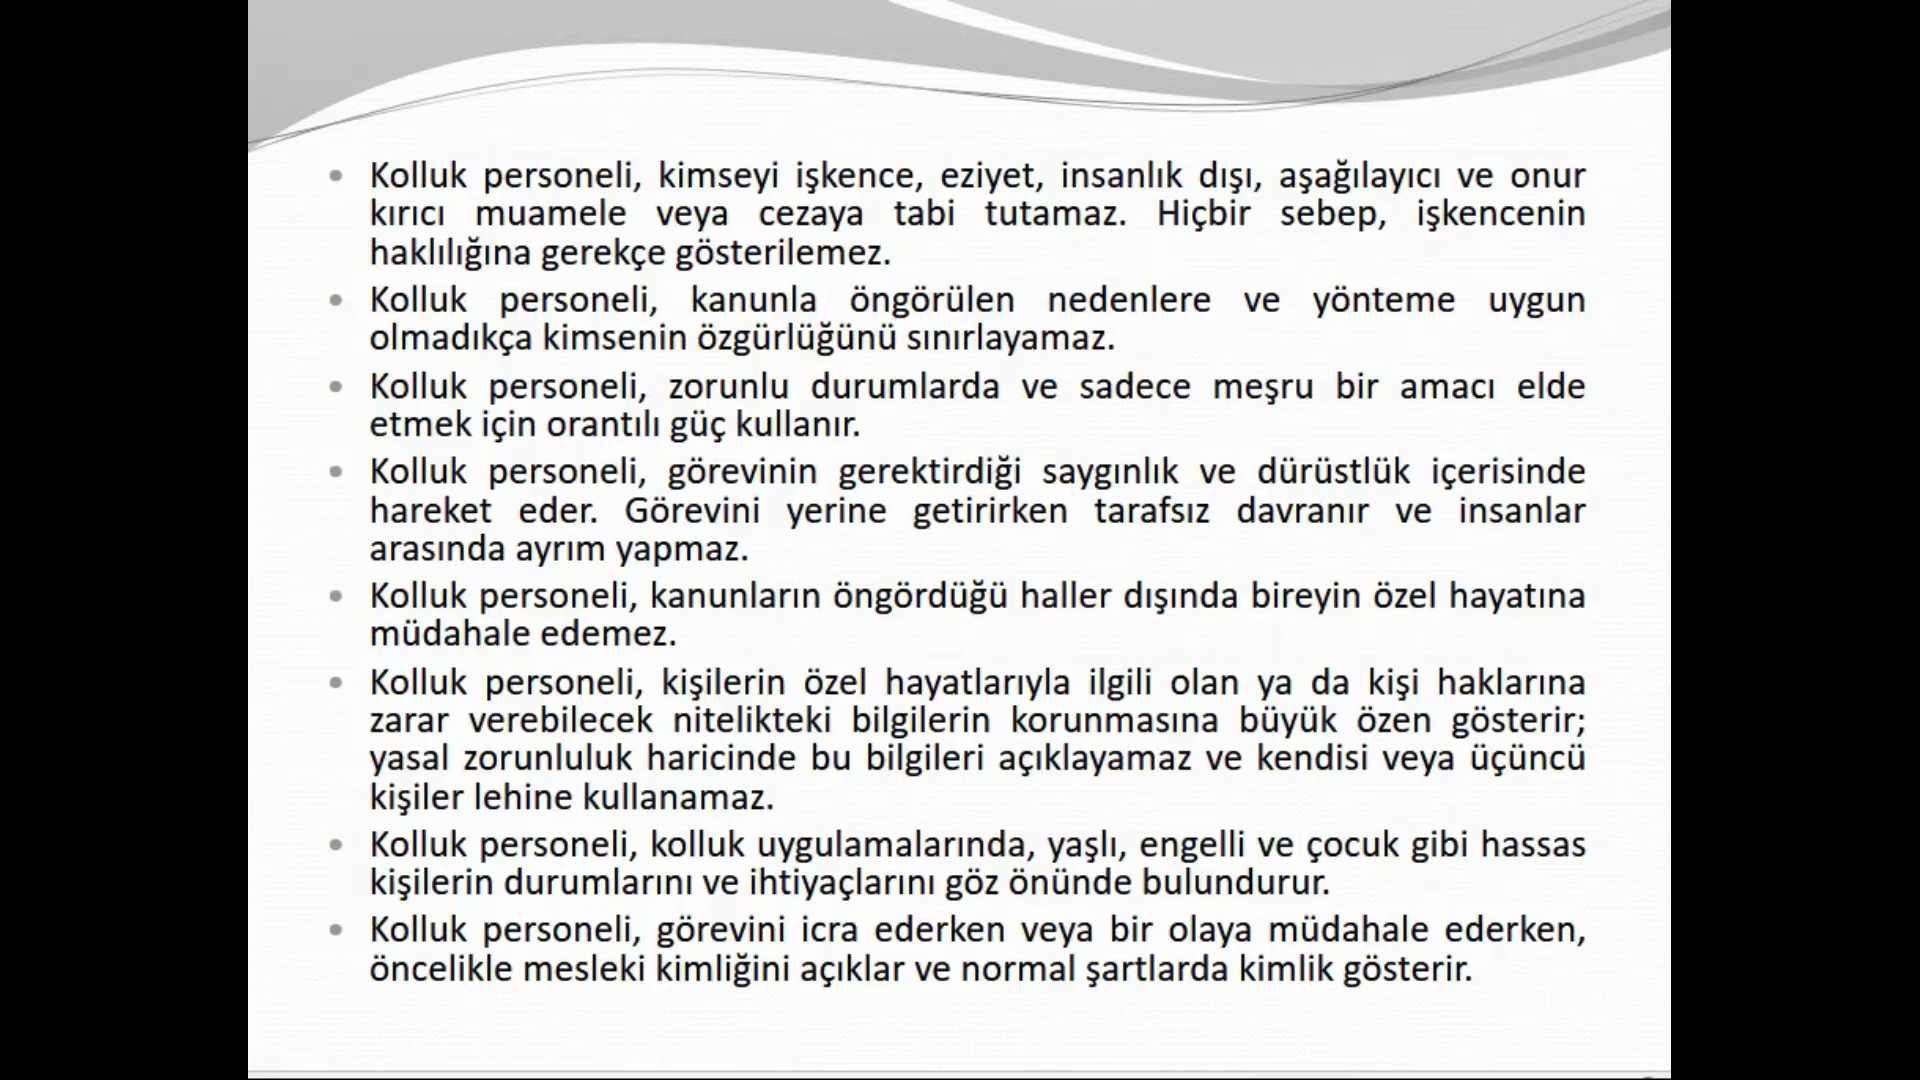 • Kolluk personeli, kimseyi işkence, eziyet, insanlık dışı, aşağılayıcı ve onur
kırıcı muamele veya cezaya tabi tutamaz. Hiçbir sebep, işkencenin
haklılığına gerekçe gösterilemez.
• Kolluk personeli, kanunla öngörülen nedenlere ve yönteme uygun
olmadıkça kimsenin özgürlüğünü sınırlayamaz.
• Kolluk personeli, zorunlu durumlarda ve sadece meşru bir amacı elde
etmek için orantılı güç kullanır.
• Kolluk personeli, görevinin gerektirdiği saygınlık ve dürüstlük içerisinde
hareket eder. Görevini yerine getirirken tarafsız davranır ve insanlar
arasında ayrım yapmaz.
• Kolluk personeli, kanunların öngördüğü haller dışında bireyin özel hayatına
müdahale edemez.
• Kolluk personeli, kişilerin özel hayatlarıyla ilgili olan ya da kişi haklarına
zarar verebilecek nitelikteki bilgilerin korunmasına büyük özen gösterir;
yasal zorunluluk haricinde bu bilgileri açıklayamaz ve kendisi veya üçüncü
kişiler lehine kullanamaz.
• Kolluk personeli, kolluk uygulamalarında, yaşlı, engelli ve çocuk gibi hassas
kişilerin durumlarını ve ihtiyaçlarını göz önünde bulundurur.
• Kolluk personeli, görevini icra ederken veya bir olaya müdahale ederken,
öncelikle mesleki kimliğini açıklar ve normal şartlarda kimlik gösterir.